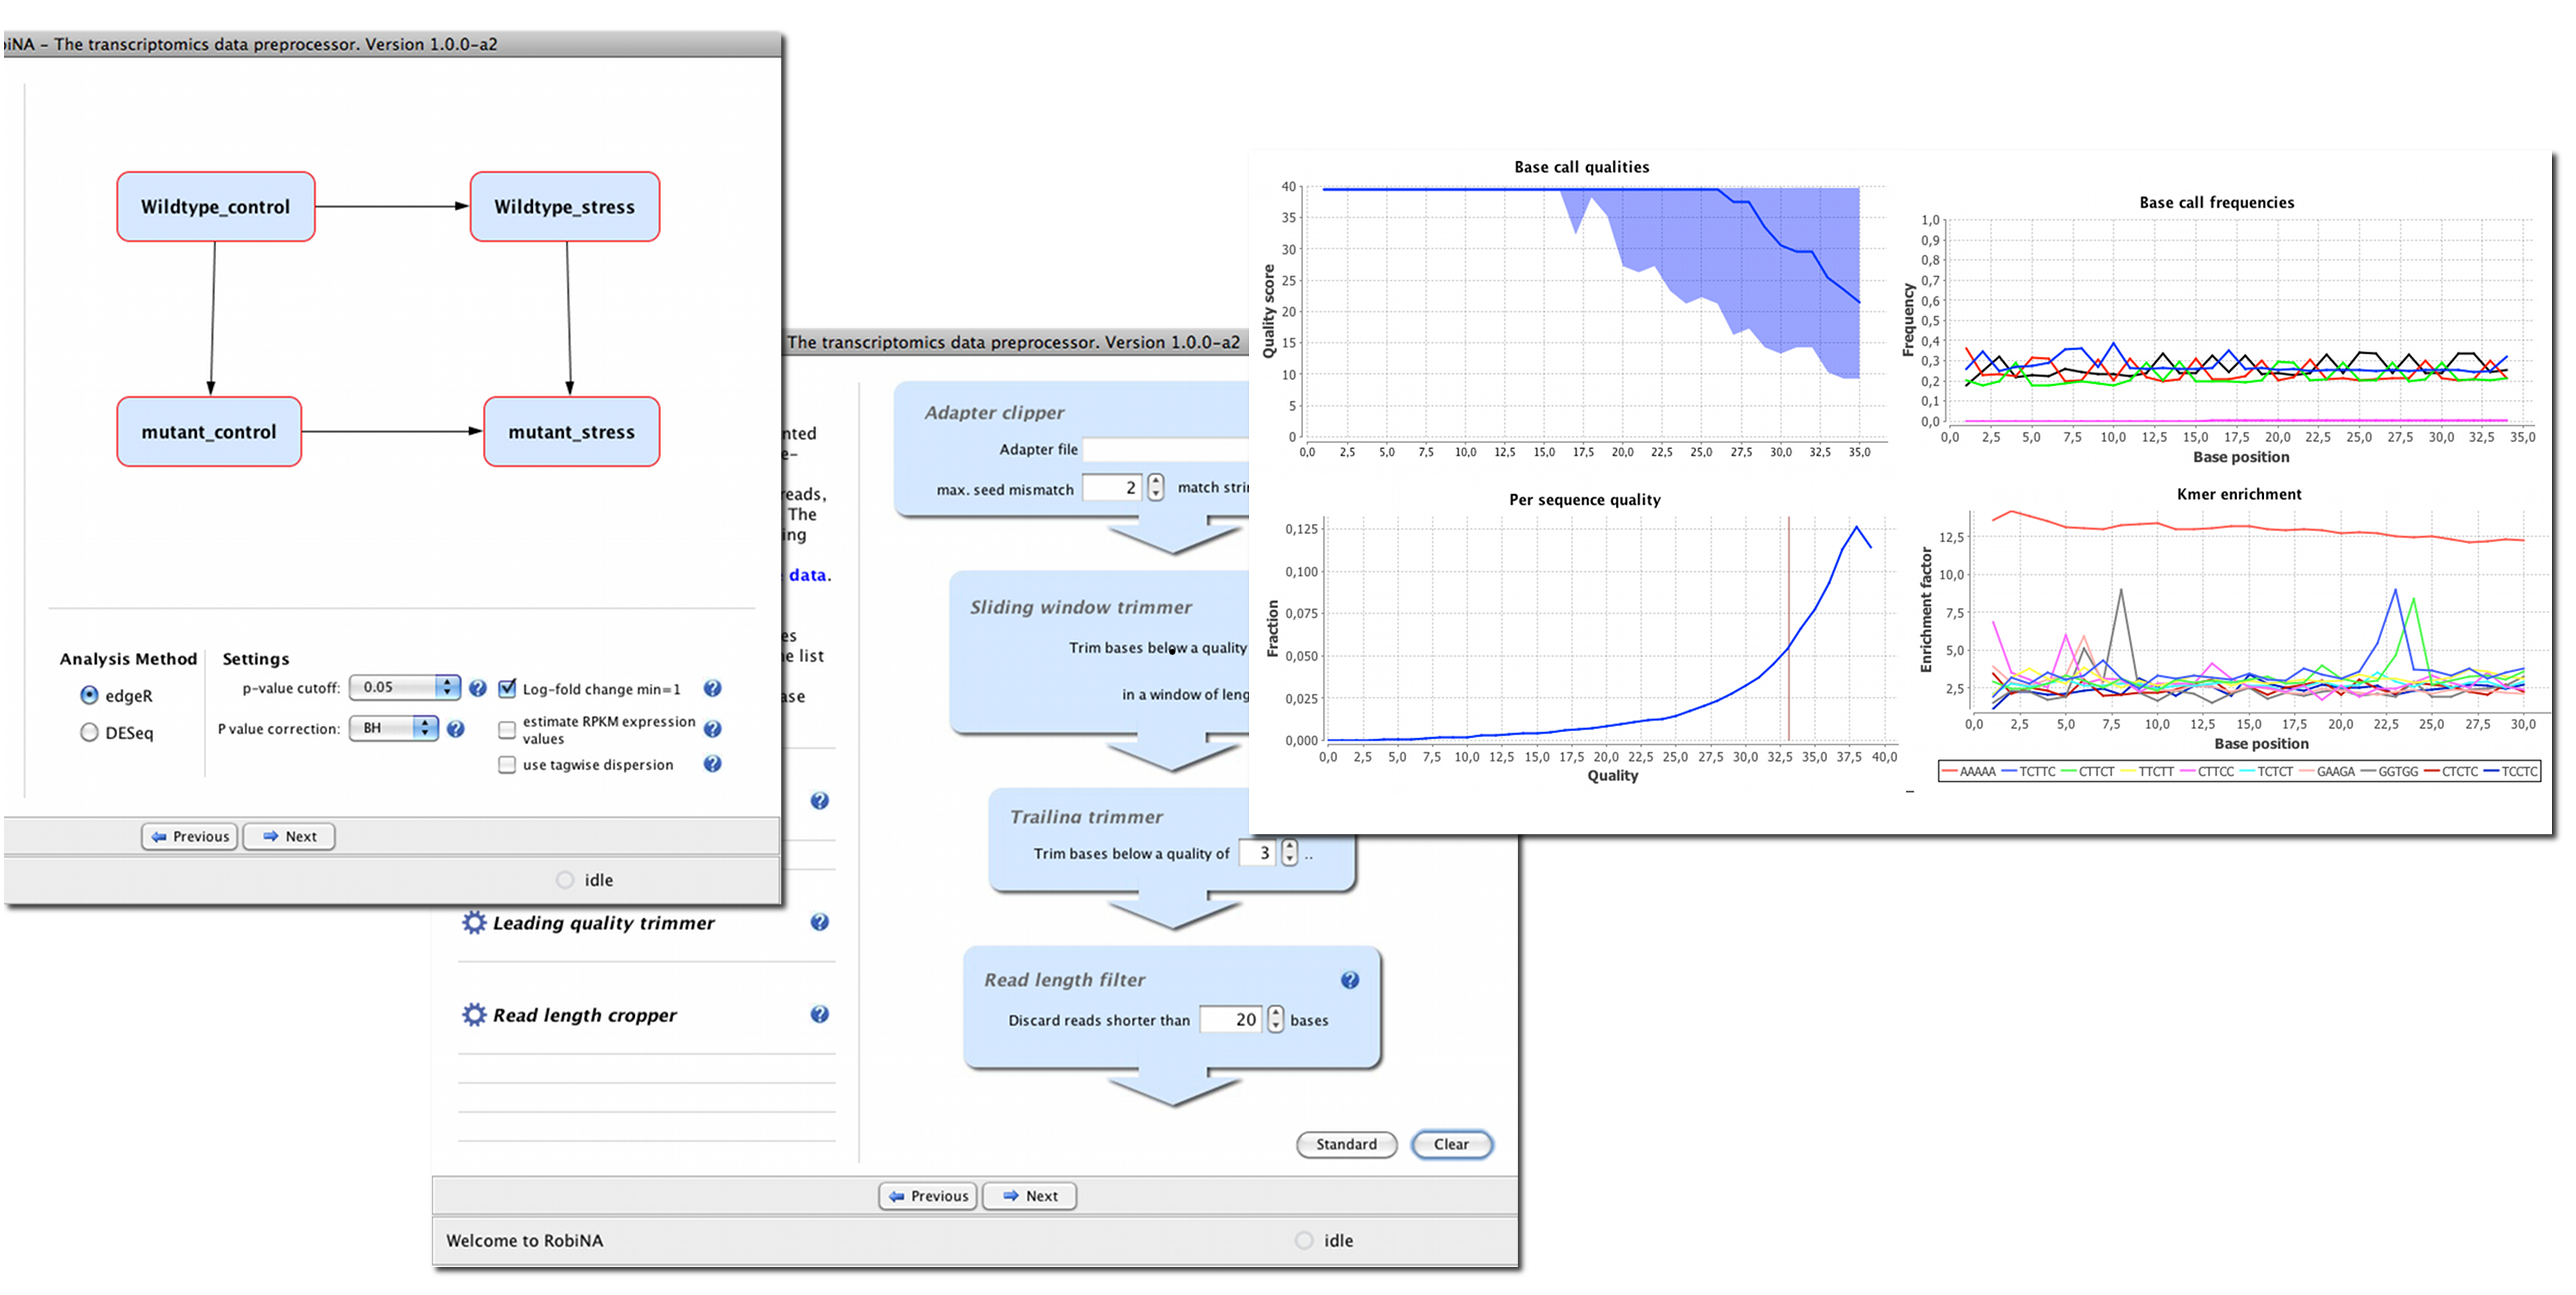 biNA – The transcriptomics data preprocessor. Version 1.0.0-a2
Wildtype_control
Wildtype_stress
mutant_control
mutant_stress
Analysis Method
edgeR
DESeq
Settings
p-value cutoff: 0.05
P value correction: BH
Log-fold change min=1
estimate RPKM expression
values
use tagwise dispersion
Previous
Next
idle
The transcriptomics data preprocessor. Version 1.0.0-a2
nted
e-
reads,
The
ing
data.
es
e list
ase
Leading quality trimmer
Read length cropper
Adapter clipper
Adapter file
max. seed mismatch 2 match strin
Sliding window trimmer
Trim bases below a quality
in a window of leng
Trailing trimmer
Trim bases below a quality of 3 ..
Read length filter
Discard reads shorter than 20 bases
Standard
Clear
Previous
Next
Welcome to RobiNA
idle
Base call qualities
Quality score
40
35
30
25
20
15
10
5
0
0,0 2,5 5,0 7,5 10,0 12,5 15,0 17,5 20,0 22,5 25,0 27,5 30,0 32,5 35,0
Base call frequencies
Frequency
1,0
0,9
0,8
0,7
0,6
0,5
0,4
0,3
0,2
0,1
0,0
0,0 2,5 5,0 7,5 10,0 12,5 15,0 17,5 20,0 22,5 25,0 27,5 30,0 32,5 35,0
Base position
Per sequence quality
Fraction
0,125
0,100
0,075
0,050
0,025
0,000
0,0 2,5 5,0 7,5 10,0 12,5 15,0 17,5 20,0 22,5 25,0 27,5 30,0 32,5 35,0 37,5 40,0
Quality
Kmer enrichment
Enrichment factor
12,5
10,0
7,5
5,0
2,5
0,0 2,5 5,0 7,5 10,0 12,5 15,0 17,5 20,0 22,5 25,0 27,5 30,0
Base position
AAAAA TCTTC CTTCT TTCTT CTTCC TCTCT GAAGA GGTGG CTCTC TCCTC